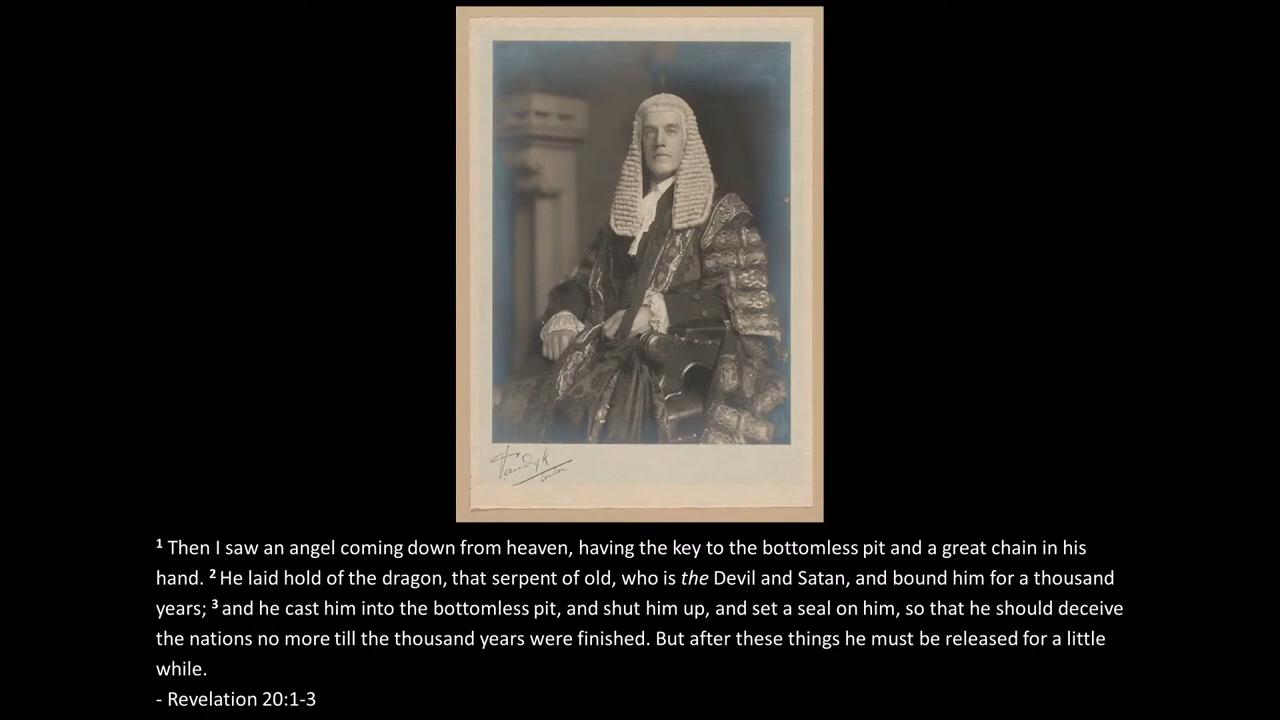 Vandyk
London
¹ Then I saw an angel coming down from heaven, having the key to the bottomless pit and a great chain in his
hand. ² He laid hold of the dragon, that serpent of old, who is the Devil and Satan, and bound him for a thousand
years; ³ and he cast him into the bottomless pit, and shut him up, and set a seal on him, so that he should deceive
the nations no more till the thousand years were finished. But after these things he must be released for a little
while.
- Revelation 20:1-3